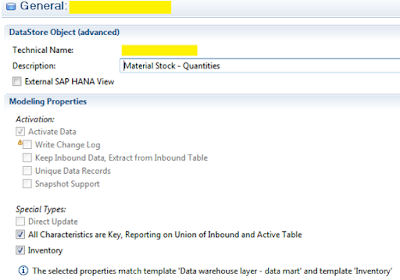 General:
DataStore Object (advanced)
Technical Name:
Description: Material Stock - Quantities
External SAP HANA View
Modeling Properties
Activation:
Activate Data
Write Change Log
Keep Inbound Data, Extract from Inbound Table
Unique Data Records
Snapshot Support
Special Types:
Direct Update
All Characteristics are Key, Reporting on Union of Inbound and Active Table
Inventory
The selected properties match template 'Data warehouse layer - data mart' and template 'Inventory'